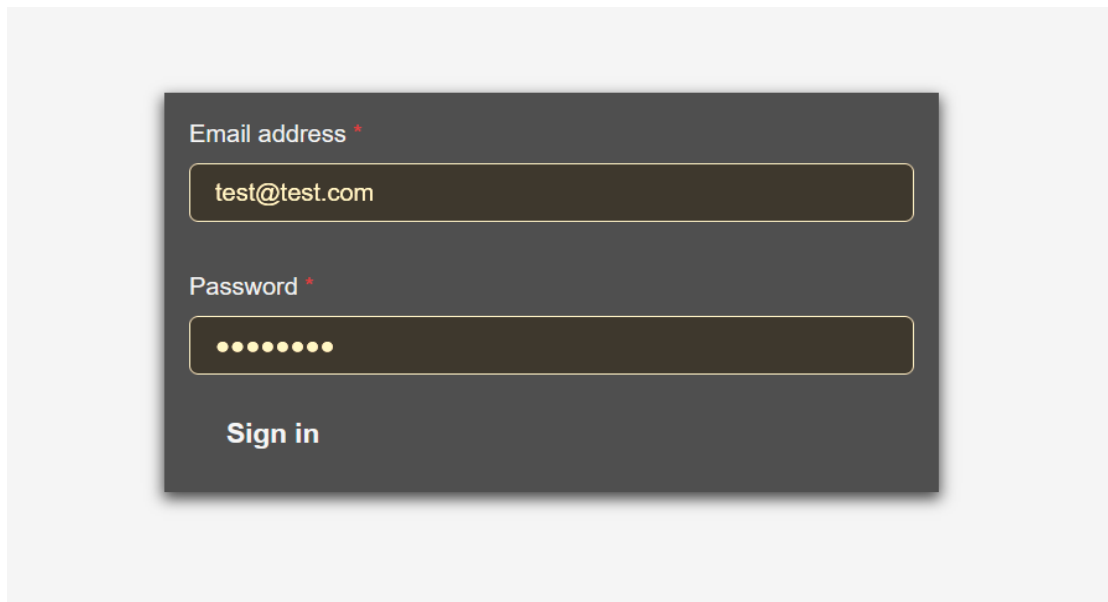 Email address *
test@test.com
Password *
••••••••
Sign in